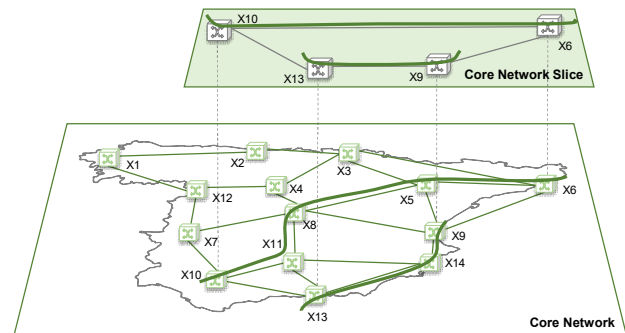 X10
X6
X13
X9
Core Network Slice
X1
X2
X3
X4
X12
X5
X6
X8
X7
X11
X9
X10
X14
X13
Core Network